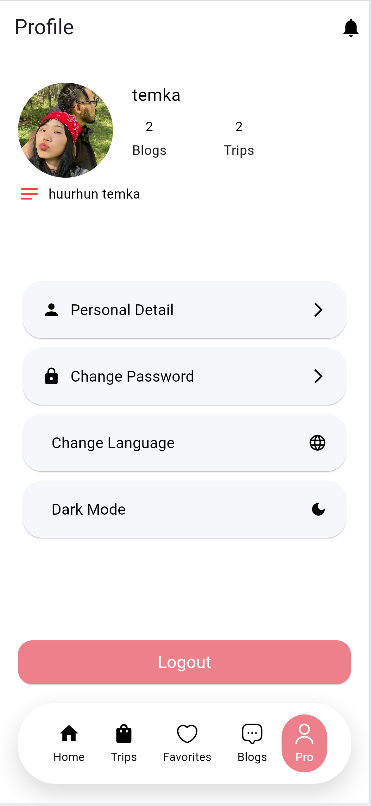 Profile
temka
2 2
Blogs Trips
huurhun temka
Personal Detail
Change Password
Change Language
Dark Mode
Logout
Home Trips Favorites Blogs Pro